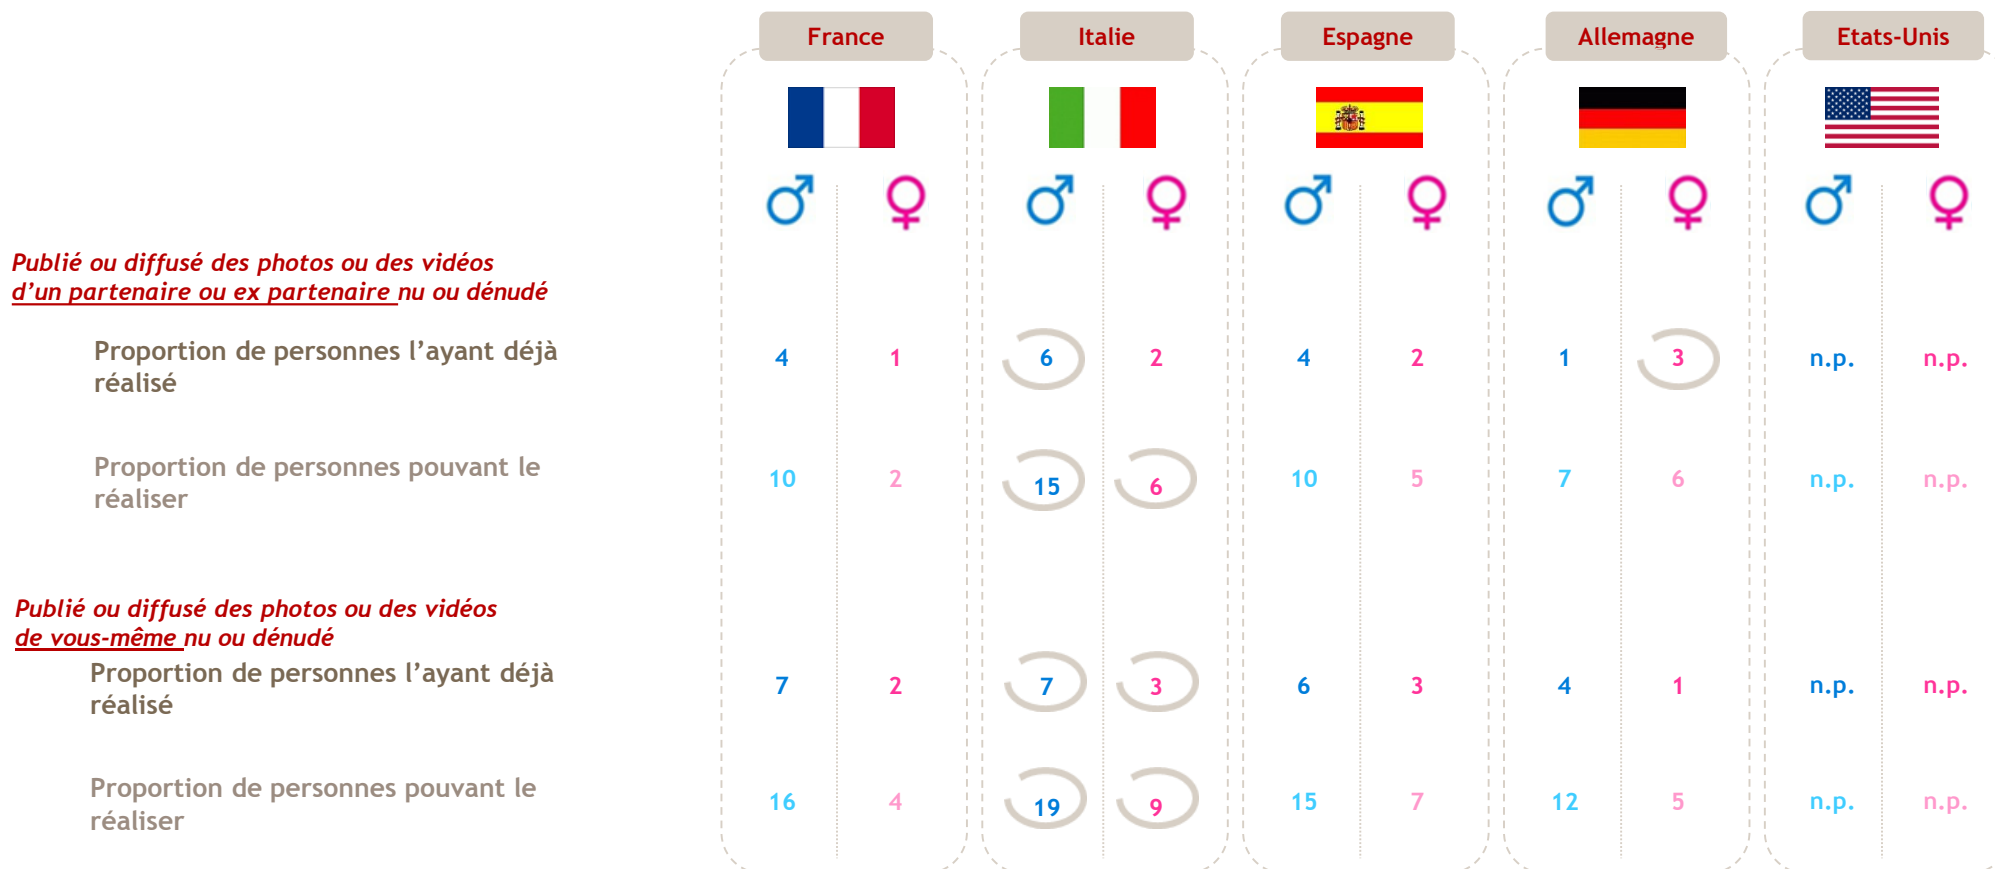 France Italie Espagne Allemagne Etats-Unis
Publié ou diffusé des photos ou des vidéos
d’un partenaire ou ex partenaire nu ou dénudé
Proportion de personnes l’ayant déjà
réalisé
4 1 6 2 4 2 1 3 n.p. n.p.
Proportion de personnes pouvant le
réaliser
10 2 15 6 10 5 7 6 n.p. n.p.
Publié ou diffusé des photos ou des vidéos
de vous-même nu ou dénudé
Proportion de personnes l’ayant déjà
réalisé
7 2 7 3 6 3 4 1 n.p. n.p.
Proportion de personnes pouvant le
réaliser
16 4 19 9 15 7 12 5 n.p. n.p.